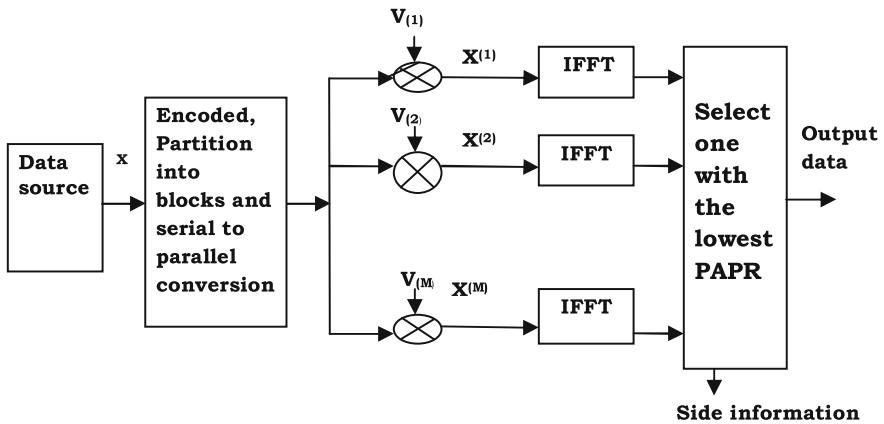 Data
source
x
Encoded,
Partition
into
blocks and
serial to
parallel
conversion
V(1)
X(1)
IFFT
V(2)
X(2)
IFFT
V(M)
X(M)
IFFT
Select
one
with
the
lowest
PAPR
Output
data
Side information